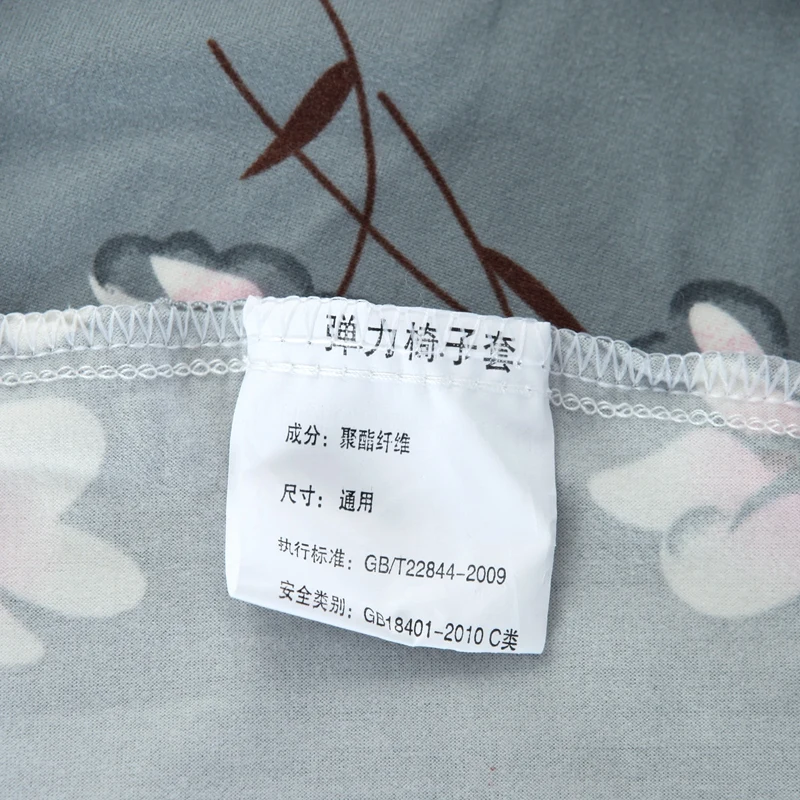 弹力椅子套
成分：聚酯纤维
尺寸：通用
执行标准：GB/T22844-2009
安全类别：GB18401-2010 C类